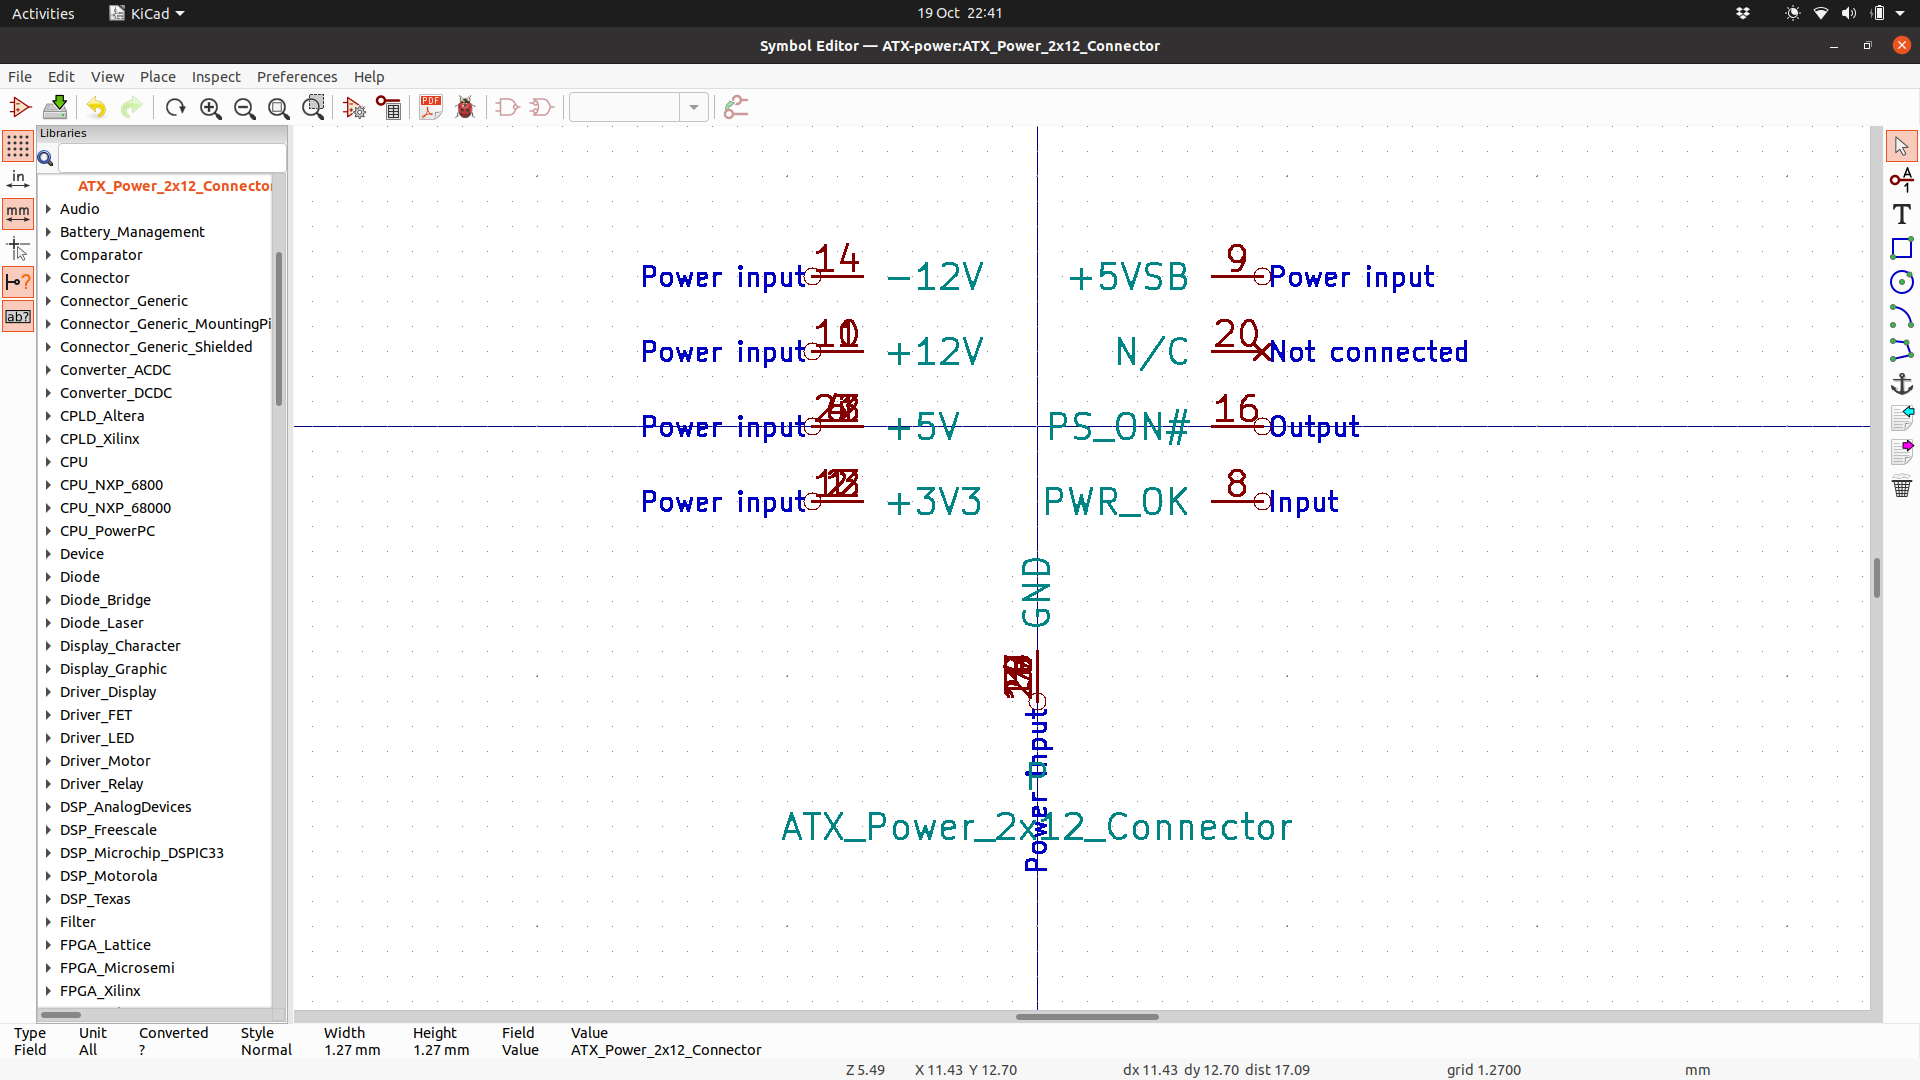 Activities KiCad 19 Oct 22:41
Symbol Editor — ATX-power:ATX_Power_2x12_Connector
File Edit View Place Inspect Preferences Help
PDF
Libraries
in
mm
ab?
A
1
T
ATX_Power_2x12_Connecto
Audio
Battery_Management
Comparator
Connector
Connector_Generic
Connector_Generic_MountingPi
Connector_Generic_Shielded
Converter_ACDC
Converter_DCDC
CPLD_Altera
CPLD_Xilinx
CPU
CPU_NXP_6800
CPU_NXP_68000
CPU_PowerPC
Device
Diode
Diode_Bridge
Diode_Laser
Display_Character
Display_Graphic
Driver_Display
Driver_FET
Driver_LED
Driver_Motor
Driver_Relay
DSP_AnalogDevices
DSP_Freescale
DSP_Microchip_DSPIC33
DSP_Motorola
DSP_Texas
Filter
FPGA_Lattice
FPGA_Microsemi
FPGA_Xilinx
Power input 14 -12V +5VSB 9 Power input
Power input +12V N/C 20 Not connected
Power input +5V PS_ON# 16 Output
Power input +3V3 PWR_OK 8 Input
GND
Power input
ATX_Power_2x12_Connector
Type Unit Converted Style Width Height Field Value
Field All ? Normal 1.27 mm 1.27 mm Value ATX_Power_2x12_Connector
Z 5.49 X 11.43 Y 12.70 dx 11.43 dy 12.70 dist 17.09 grid 1.2700 mm